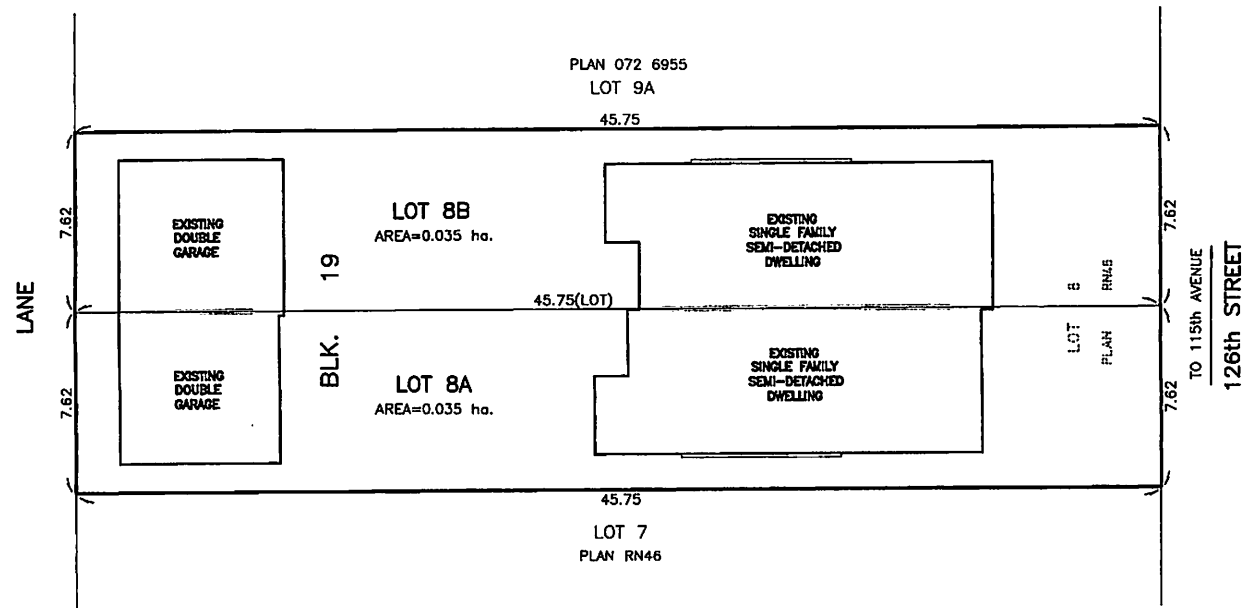 PLAN 072 6955
LOT 9A
45.75
7.62
7.62
EXISTING
DOUBLE
GARAGE
LOT 8B
AREA=0.035 ha.
EXISTING
SINGLE FAMILY
SEMI-DETACHED
DWELLING
LANE
BLK. 19
45.75(LOT)
LOT 8
PLAN RN46
TO 115th AVENUE
126th STREET
EXISTING
DOUBLE
GARAGE
LOT 8A
AREA=0.035 ha.
EXISTING
SINGLE FAMILY
SEMI-DETACHED
DWELLING
7.62
7.62
45.75
LOT 7
PLAN RN46